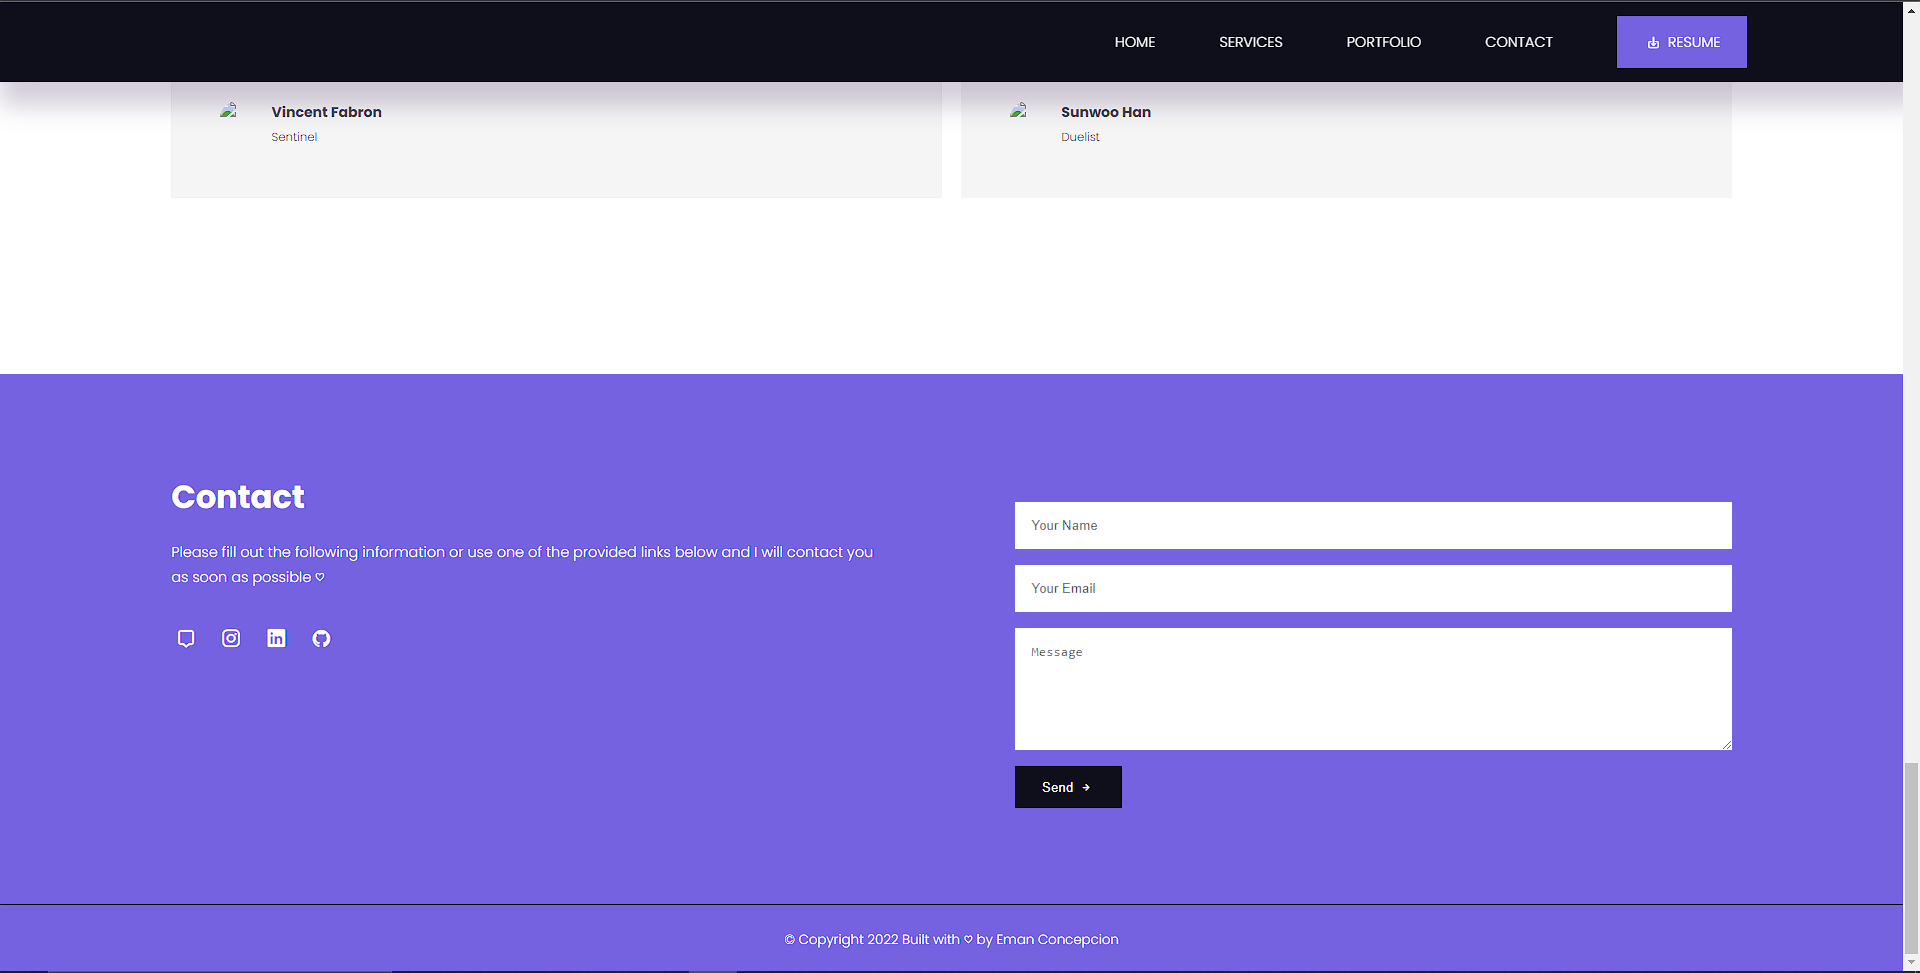 HOME SERVICES PORTFOLIO CONTACT RESUME
Vincent Fabron
Sentinel
Sunwoo Han
Duelist
Contact
Please fill out the following information or use one of the provided links below and I will contact you
as soon as possible ♡
in
Your Name
Your Email
Message
Send →
© Copyright 2022 Built with ♡ by Eman Concepcion